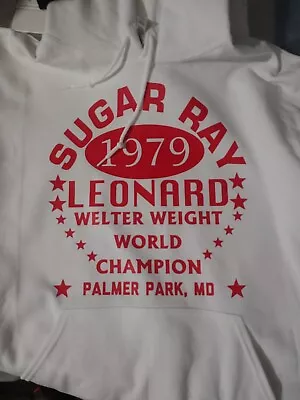 SUGAR RAY
1979
LEONARD
WELTER WEIGHT
WORLD
CHAMPION
PALMER PARK, MD